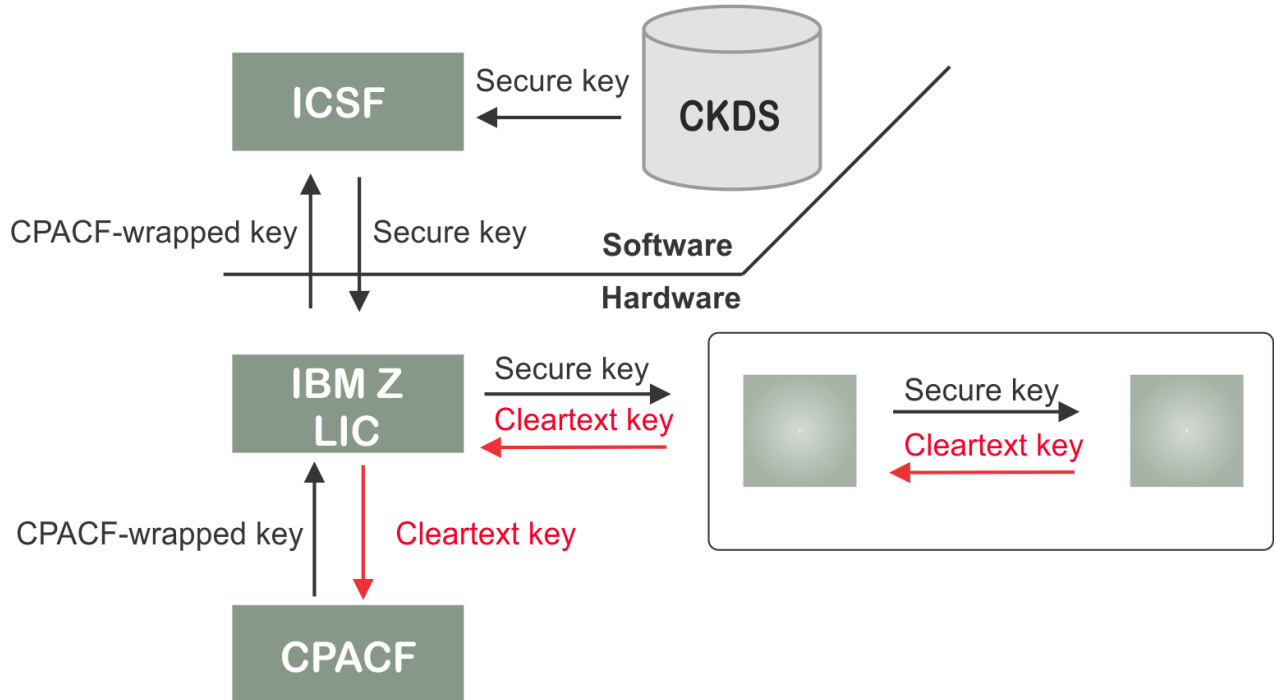 ICSF
Secure key
CKDS
CPACF-wrapped key
Secure key
Software
Hardware
IBM Z
LIC
Secure key
Cleartext key
Secure key
Cleartext key
CPACF-wrapped key
Cleartext key
CPACF